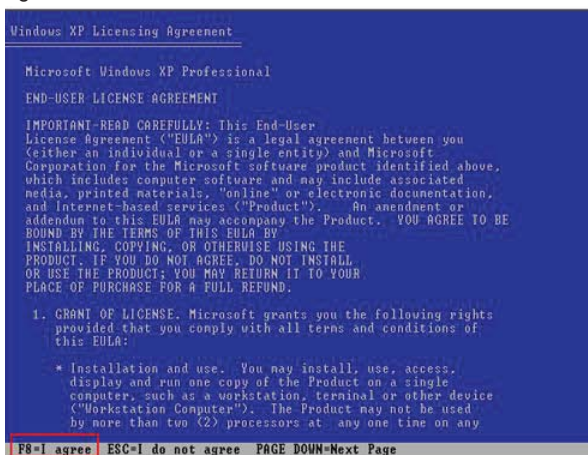 Windows XP Licensing Agreement
Microsoft Windows XP Professional
END-USER LICENSE AGREEMENT
IMPORTANT-READ CAREFULLY: This End-User
License Agreement ("EULA") is a legal agreement between you
(either an individual or a single entity) and Microsoft
Corporation for the Microsoft software product identified above,
which includes computer software and may include associated
media, printed materials, "online" or electronic documentation,
and Internet-based services ("Product"). An amendment or
addendum to this EULA may accompany the Product. YOU AGREE TO BE
BOUND BY THE TERMS OF THIS EULA BY
INSTALLING, COPYING, OR OTHERWISE USING THE
PRODUCT. IF YOU DO NOT AGREE, DO NOT INSTALL
OR USE THE PRODUCT; YOU MAY RETURN IT TO YOUR
PLACE OF PURCHASE FOR A FULL REFUND.
1. GRANT OF LICENSE. Microsoft grants you the following rights
provided that you comply with all terms and conditions of
this EULA:
* Installation and use. You may install, use, access,
display and run one copy of the Product on a single
computer, such as a workstation, terminal or other device
("Workstation Computer"). The Product may not be used
by more than two (2) processors at any one time on any
F8=I agree ESC=I do not agree PAGE DOWN=Next Page